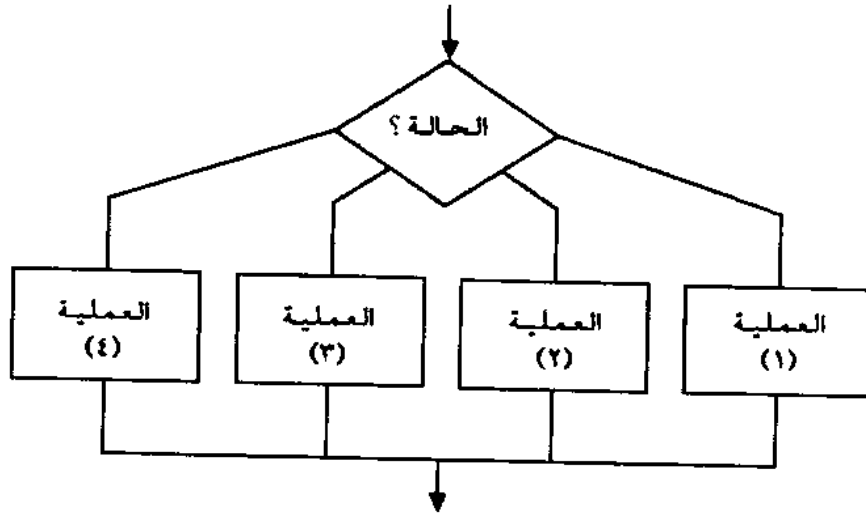 الحالة ؟
العملية
(١)
العملية
(٢)
العملية
(٣)
العملية
(٤)